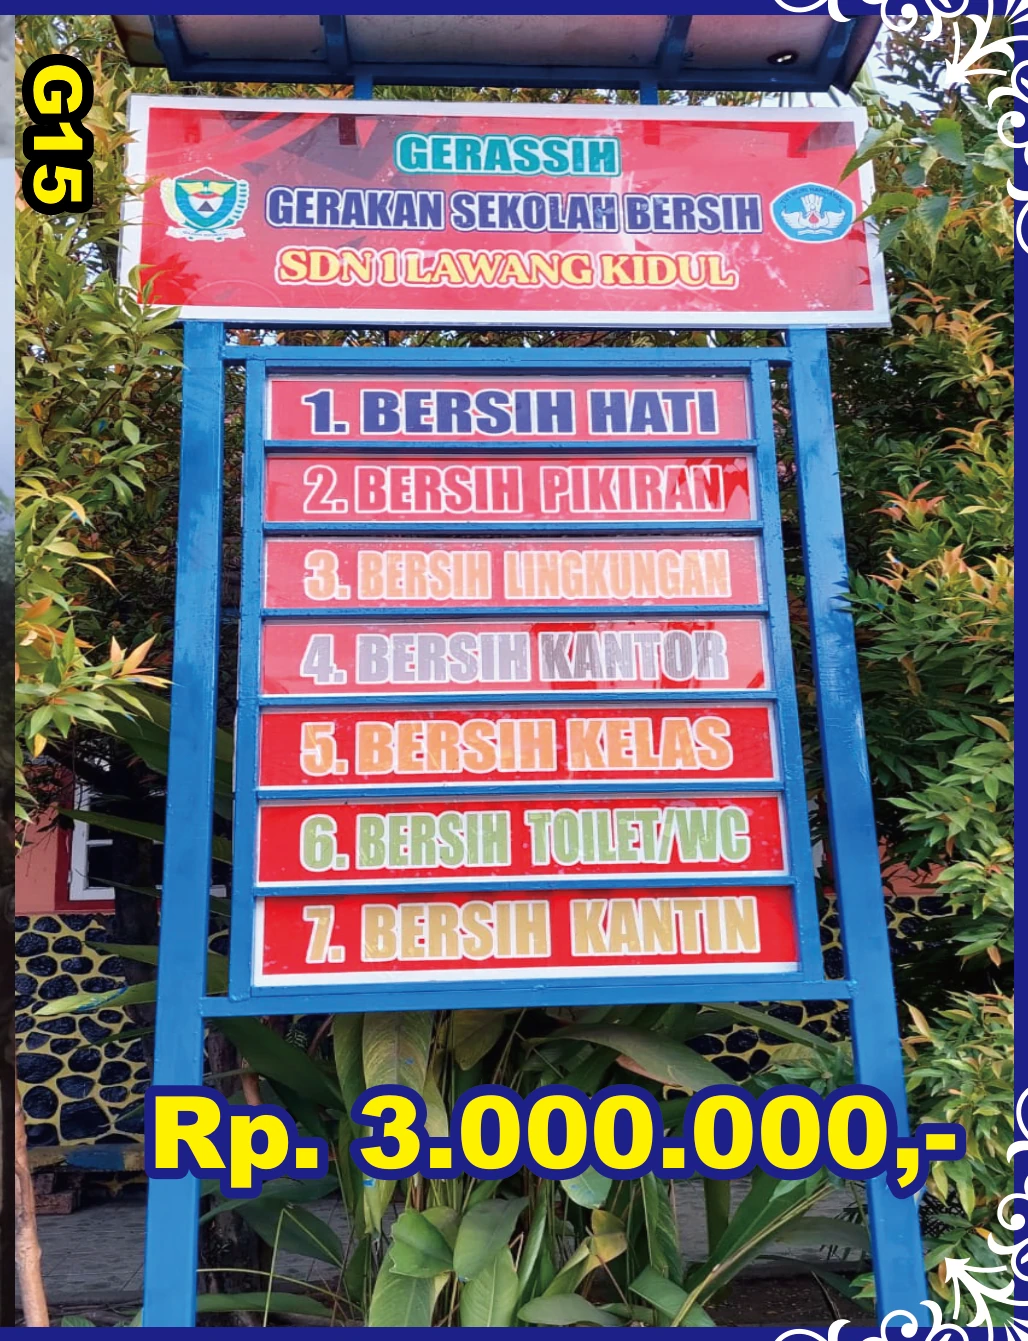 G15
GERASSIH
GERAKAN SEKOLAH BERSIH
SDN 1 LAWANG KIDUL
1. BERSIH HATI
2. BERSIH PIKIRAN
3. BERSIH LINGKUNGAN
4. BERSIH KANTOR
5. BERSIH KELAS
6. BERSIH TOILET/WC
7. BERSIH KANTIN
Rp. 3.000.000,-